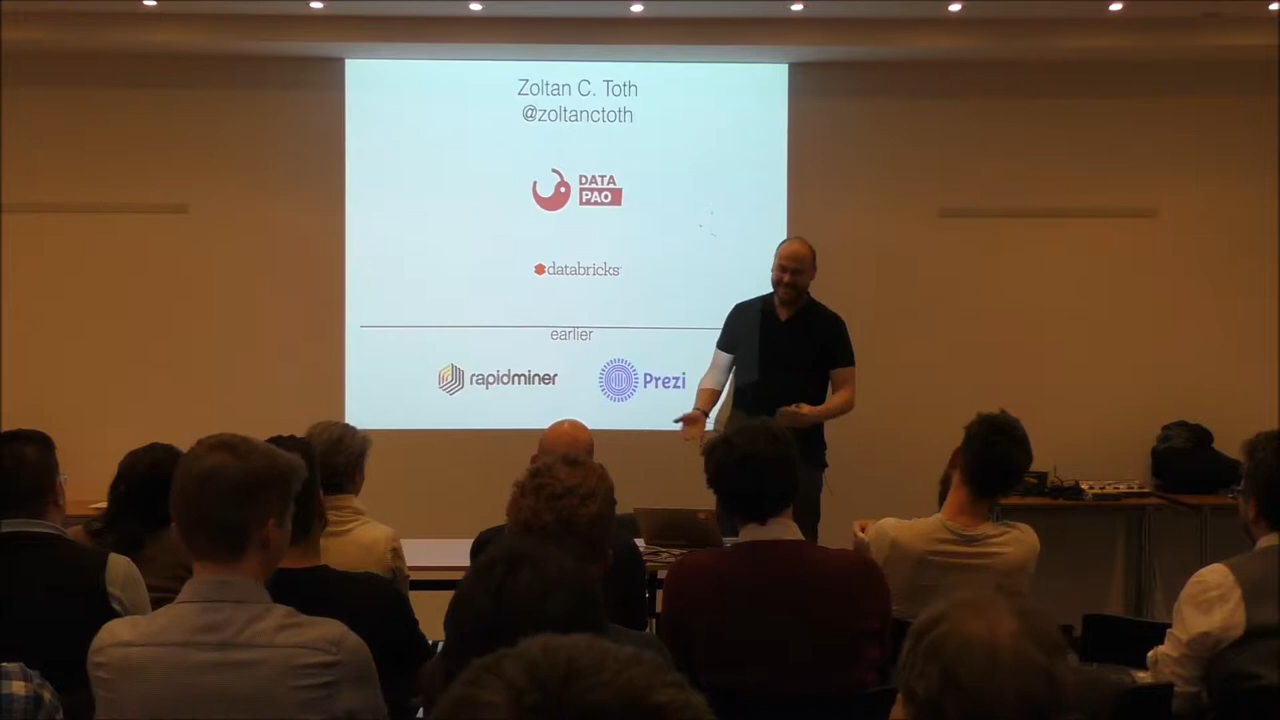 Zoltan C. Toth
@zoltanctoth
DATA
PAO
databricks
earlier
rapidminer
Prezi